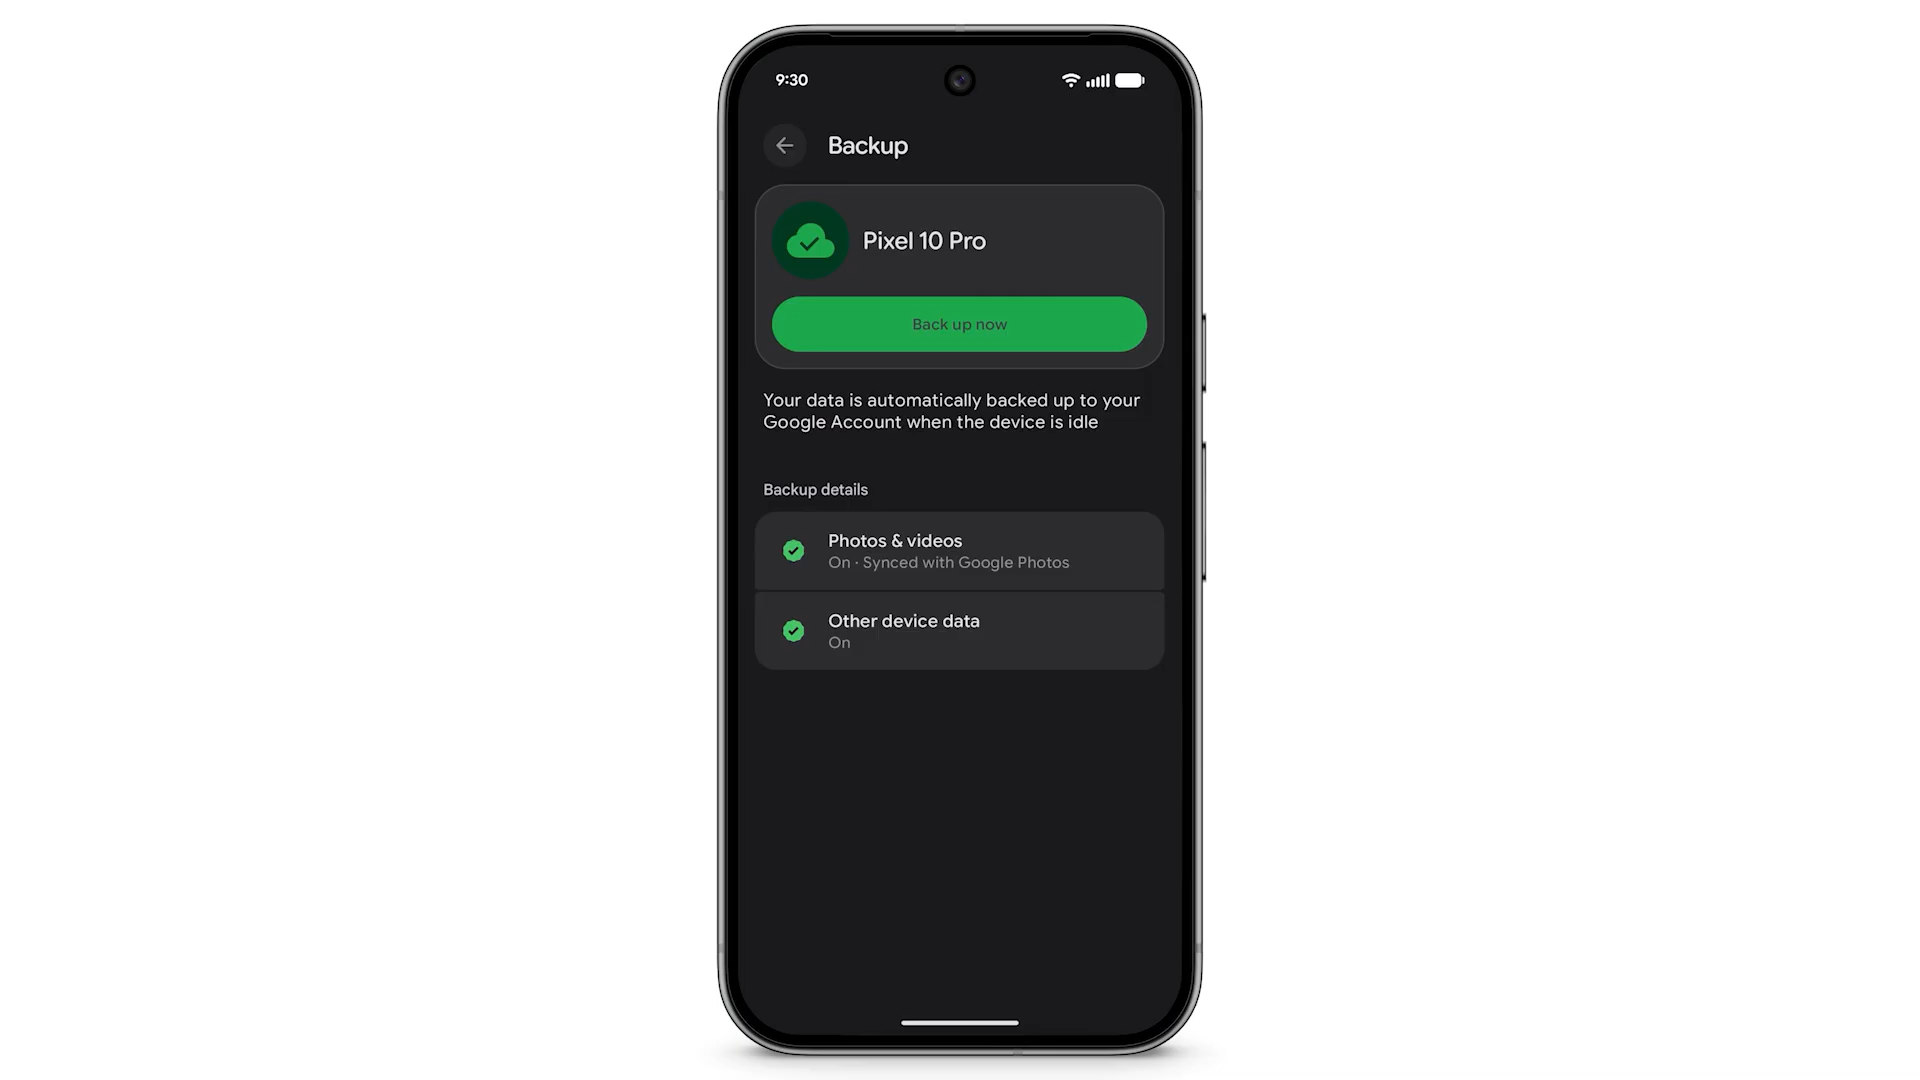 9:30
Backup
Pixel 10 Pro
Back up now
Your data is automatically backed up to your
Google Account when the device is idle
Backup details
Photos & videos
On · Synced with Google Photos
Other device data
On